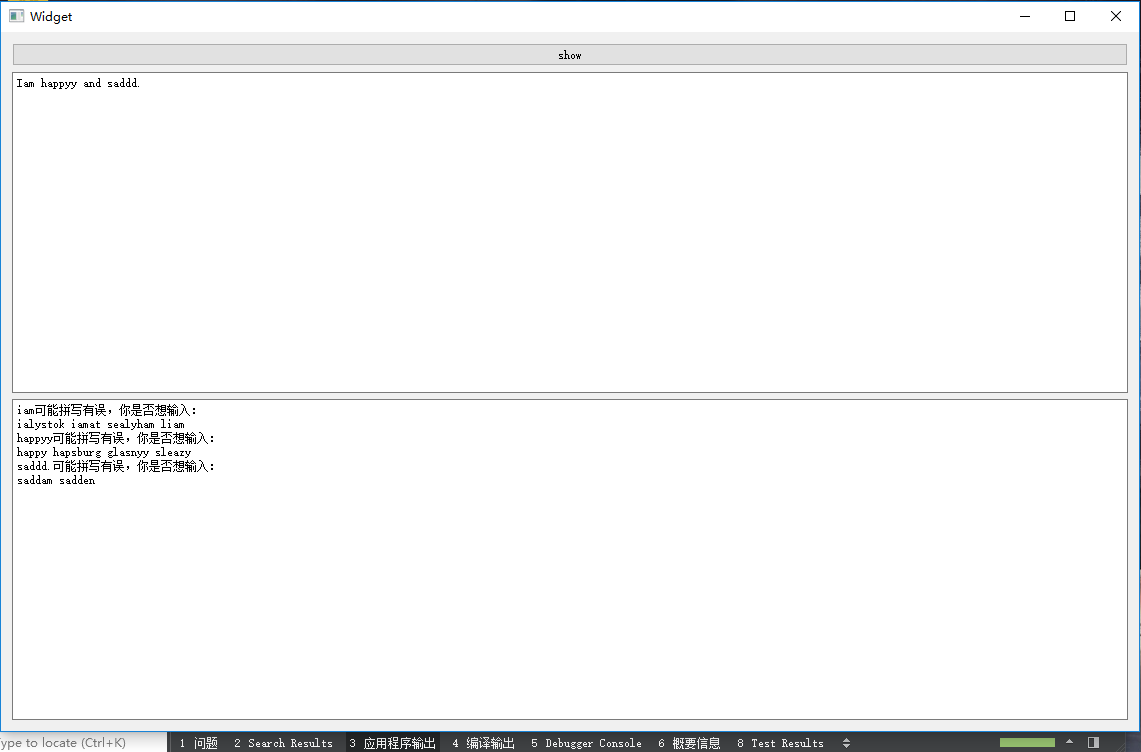 Widget
show
Iam happyy and saddd.
iam可能拼写有误，你是否想输入：
ialystok iamat sealyham liam
happyy可能拼写有误，你是否想输入：
happy hapsburg glasnyy sleazy
saddd.可能拼写有误，你是否想输入：
saddam sadden
ype to locate (Ctrl+K) 1 问题 2 Search Results 3 应用程序输出 4 编译输出 5 Debugger Console 6 概要信息 8 Test Results